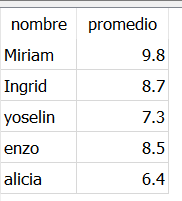 nombre promedio
Miriam 9.8
Ingrid 8.7
yoselin 7.3
enzo 8.5
alicia 6.4